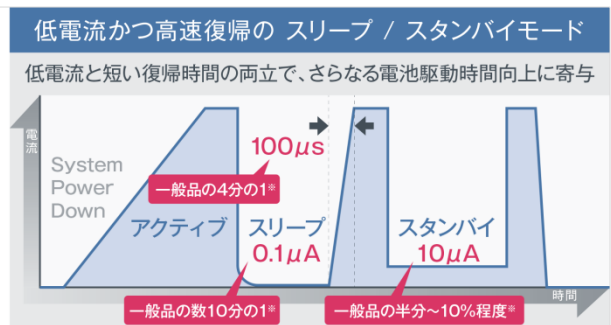 低電流かつ高速復帰の スリープ / スタンバイモード
低電流と短い復帰時間の両立で、さらなる電池駆動時間向上に寄与
電流
System
Power
Down
100μs
一般品の4分の1※
アクティブ
スリープ
0.1μA
スタンバイ
10μA
一般品の数10分の1※
一般品の半分～10%程度※
時間